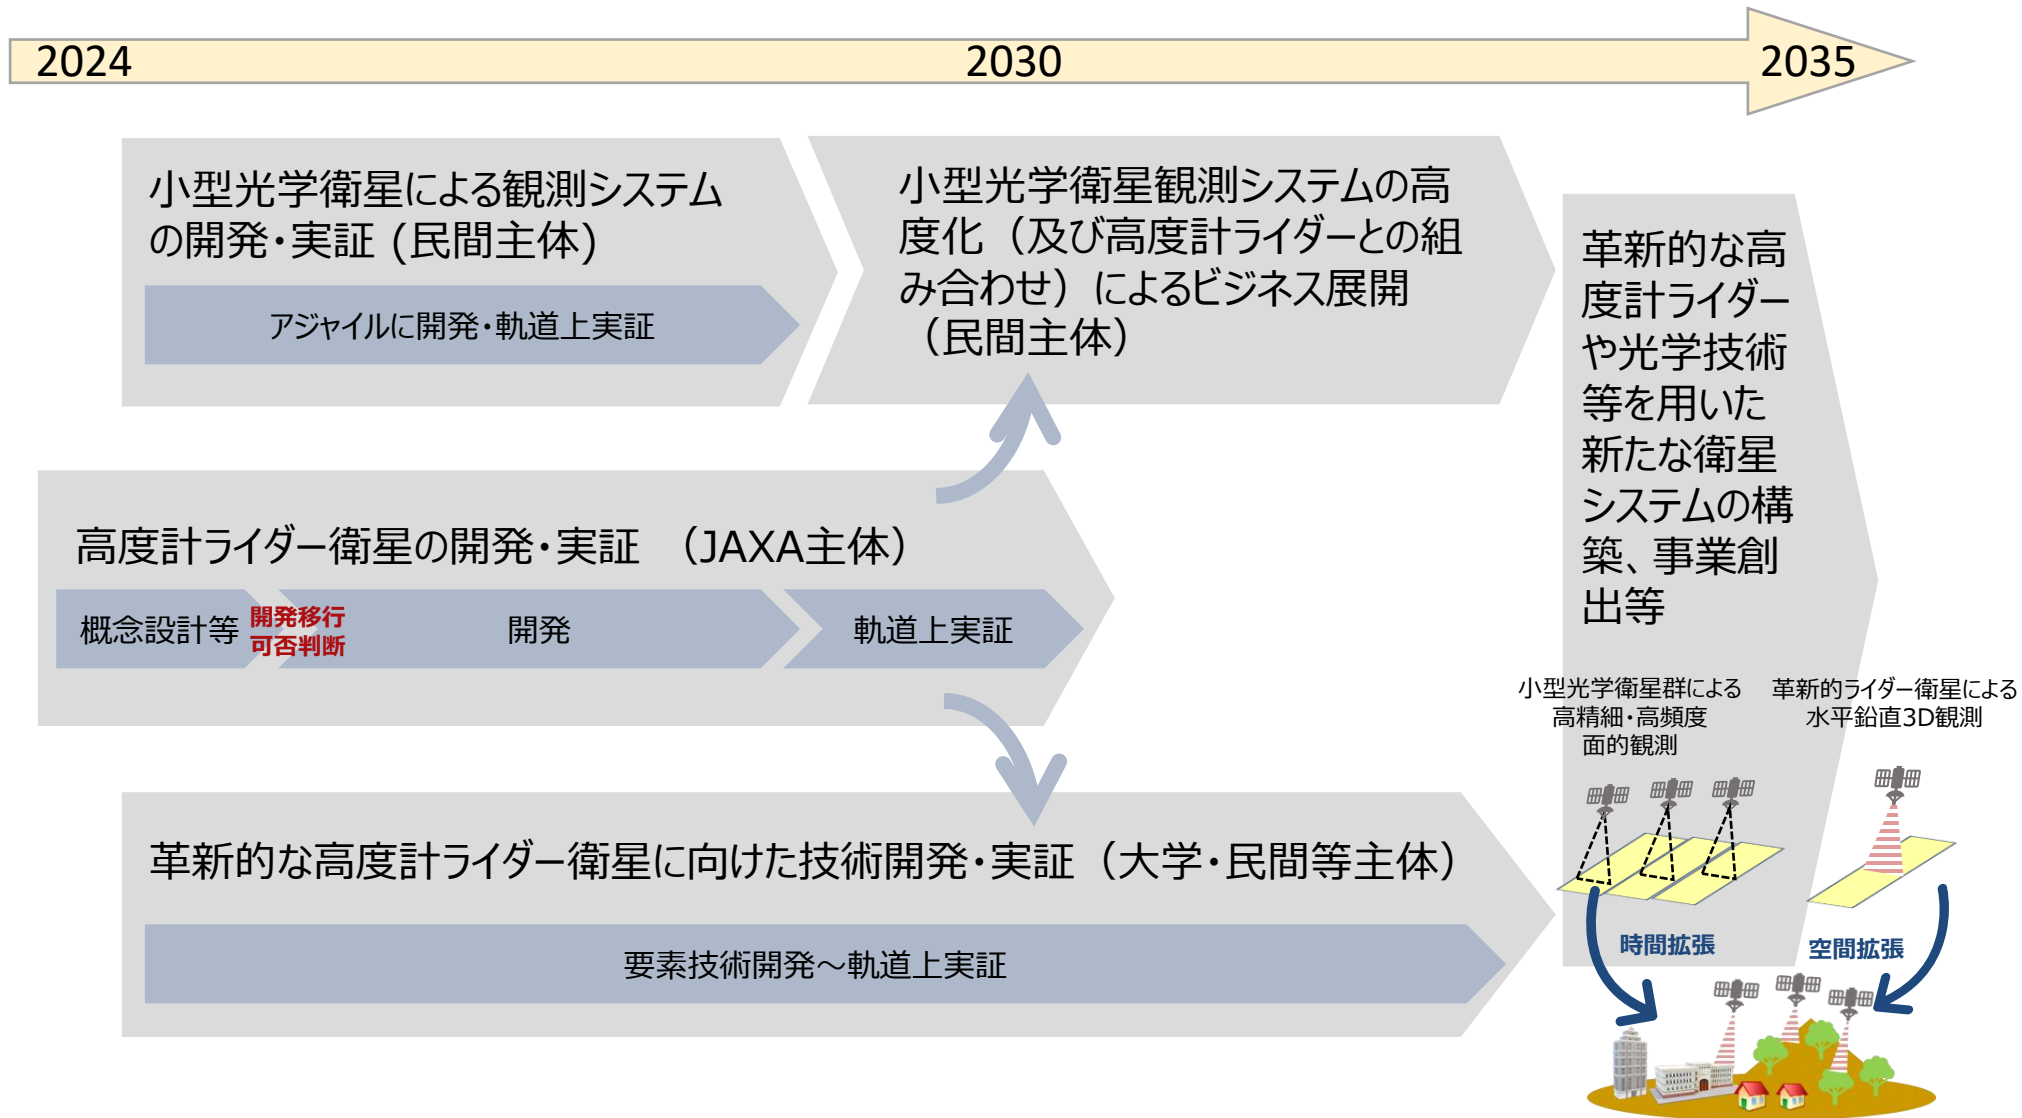 2024
2030
2035
小型光学衛星による観測システム
の開発・実証 (民間主体)
アジャイルに開発・軌道上実証
小型光学衛星観測システムの高
度化（及び高度計ライダーとの組
み合わせ）によるビジネス展開
（民間主体）
高度計ライダー衛星の開発・実証　（JAXA主体）
概念設計等
開発移行
可否判断
開発
軌道上実証
革新的な高度計ライダー衛星に向けた技術開発・実証（大学・民間等主体）
要素技術開発～軌道上実証
革新的な高
度計ライダー
や光学技術
等を用いた
新たな衛星
システムの構
築、事業創
出等
小型光学衛星群による
高精細・高頻度
面的観測
革新的ライダー衛星による
水平鉛直3D観測
時間拡張
空間拡張